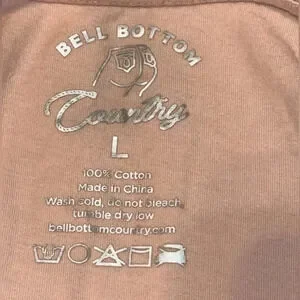 BELL BOTTOM
Country
L
100% Cotton
Made in China
Wash cold, do not bleach,
tumble dry low
bellbottomcountry.com